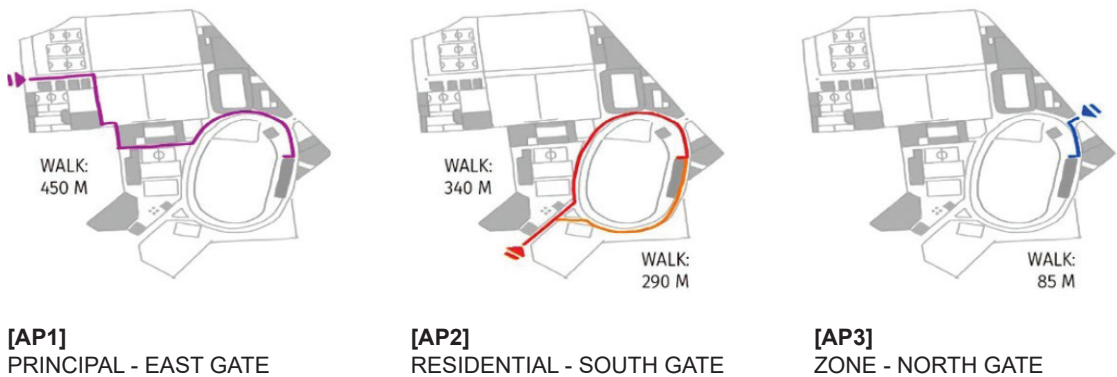 WALK:
450 M
WALK:
340 M
WALK:
290 M
WALK:
85 M
[AP1]
PRINCIPAL - EAST GATE
[AP2]
RESIDENTIAL - SOUTH GATE
[AP3]
ZONE - NORTH GATE